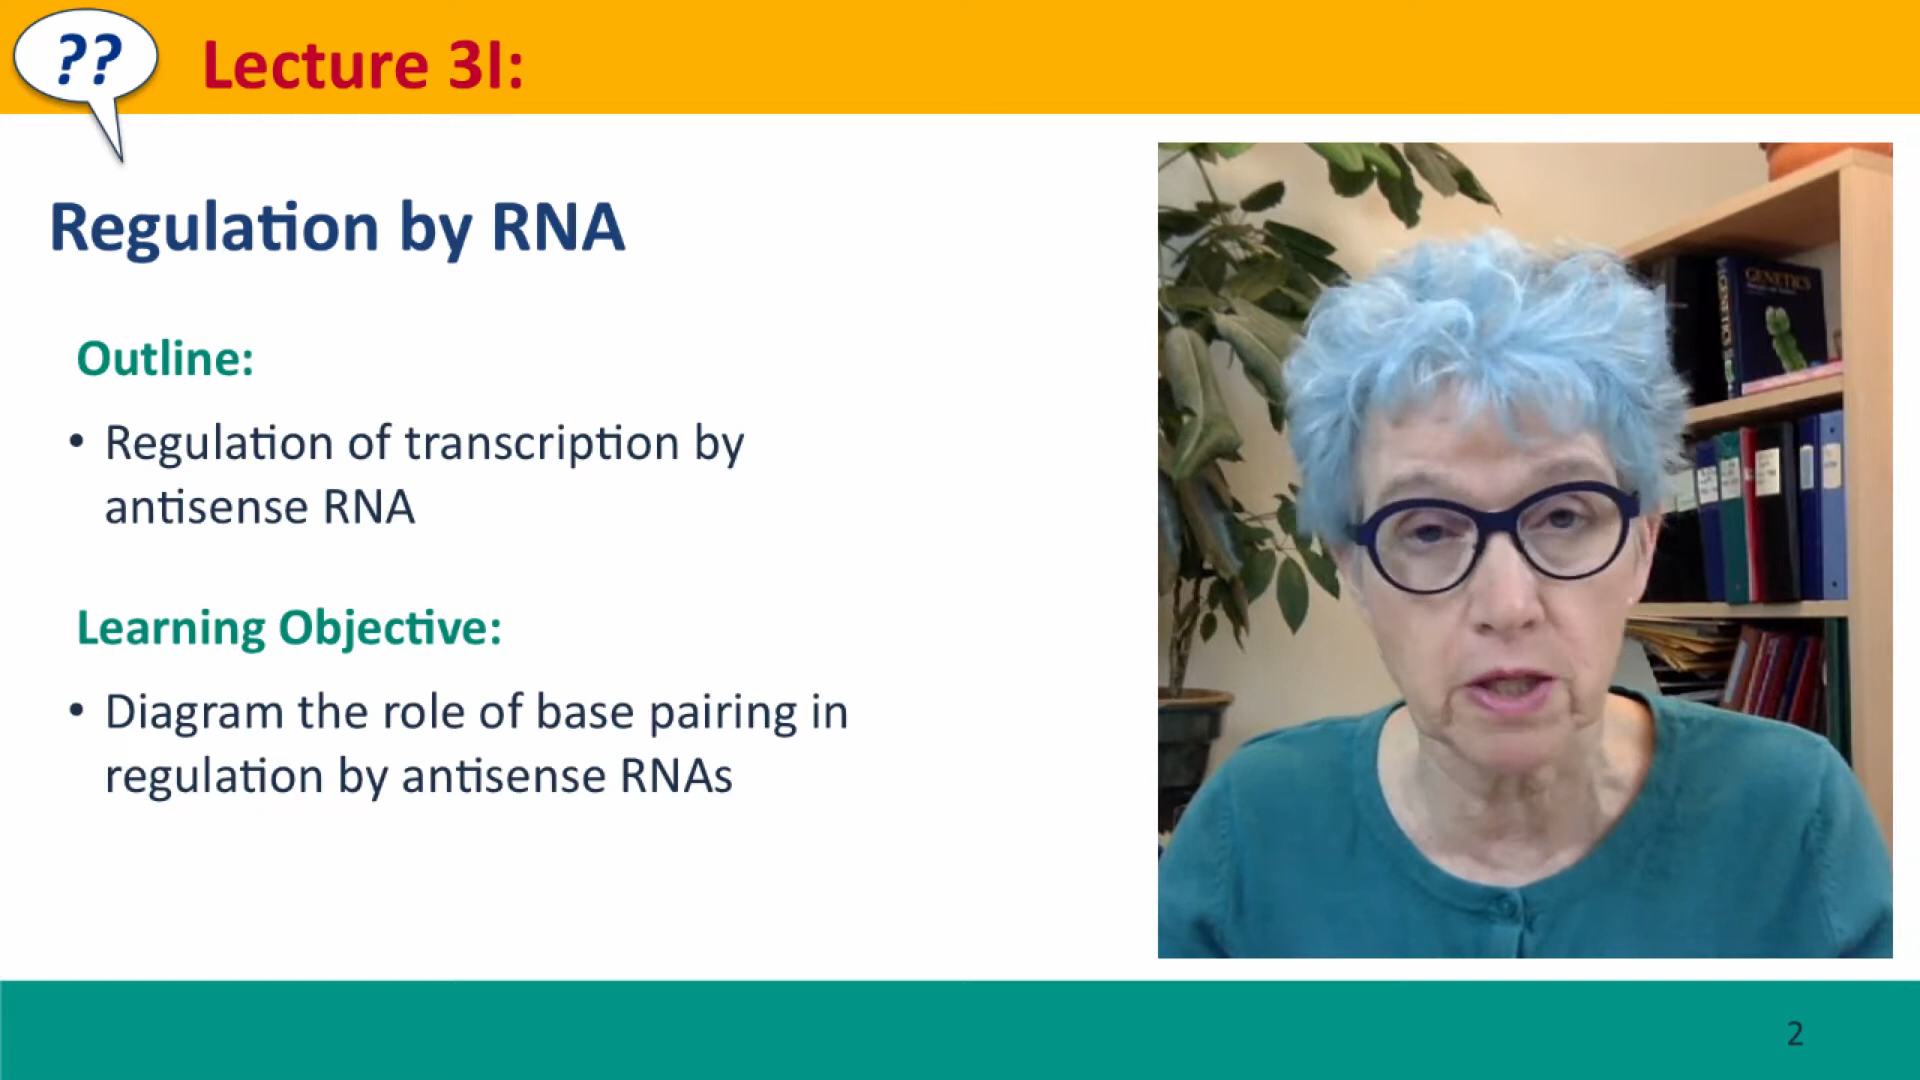 ??
Lecture 3I:
Regulation by RNA
Outline:
• Regulation of transcription by
antisense RNA
Learning Objective:
• Diagram the role of base pairing in
regulation by antisense RNAs
GENETICS
GENETICS
2